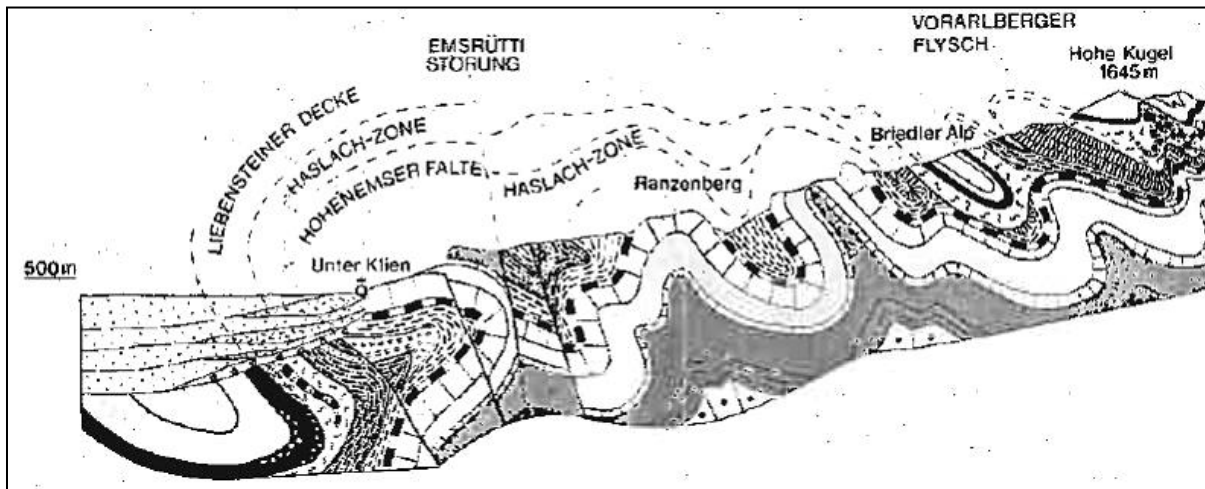 EMSRÜTTI
STÖRUNG
VORARLBERGER
FLYSCH
Hohe Kugel
1645m
LIEBENSTEINER DECKE
HASLACH-ZONE
HOHENEMSER FALTE
HASLACH-ZONE
Briedler Alp
Ranzenberg
500m
Unter Klien